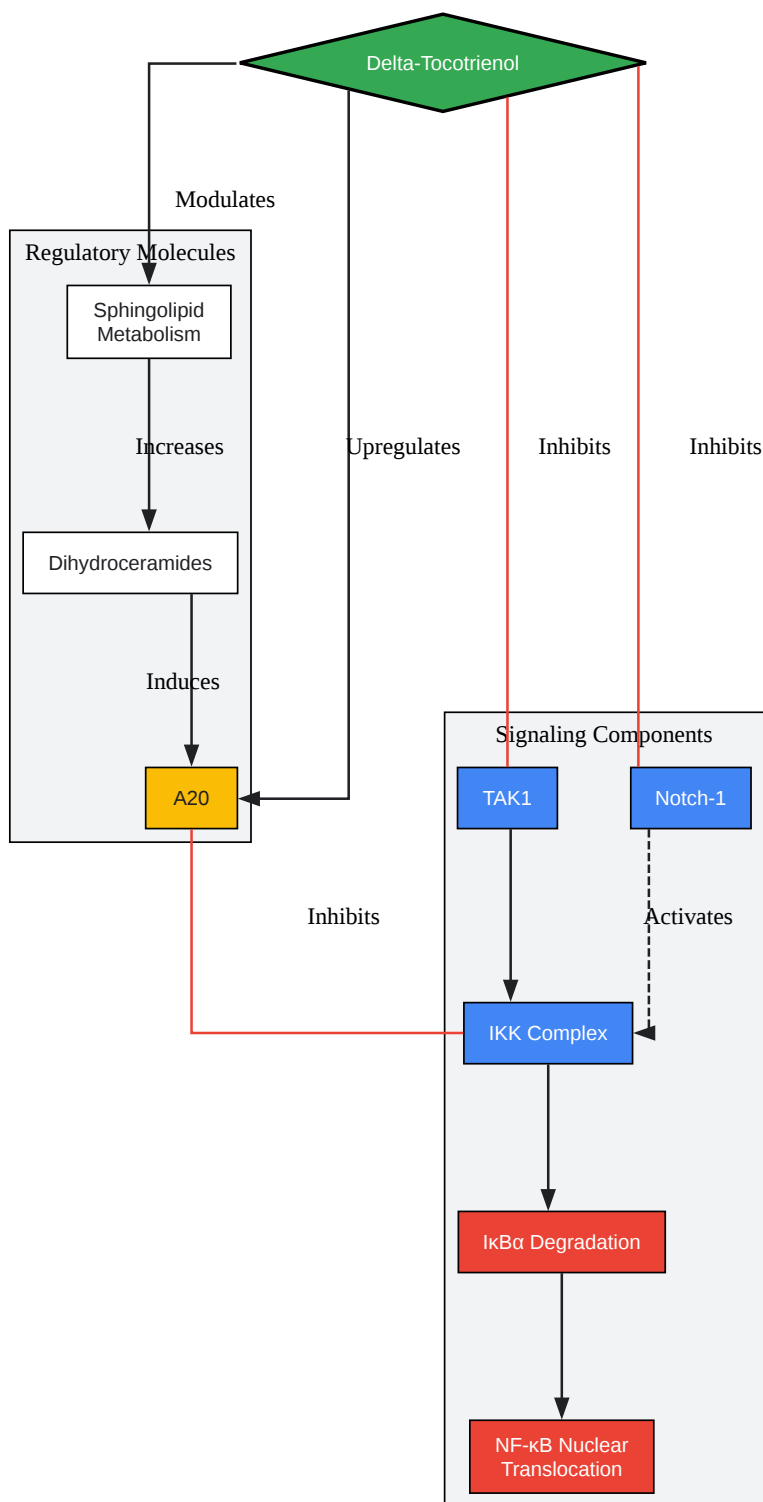 Delta-Tocotrienol
Modulates
Regulatory Molecules
Sphingolipid
Metabolism
Increases
Upregulates
Inhibits
Inhibits
Dihydroceramides
Induces
Signaling Components
A20
TAK1
Notch-1
Inhibits
Activates
IKK Complex
IκBα Degradation
NF-κB Nuclear
Translocation